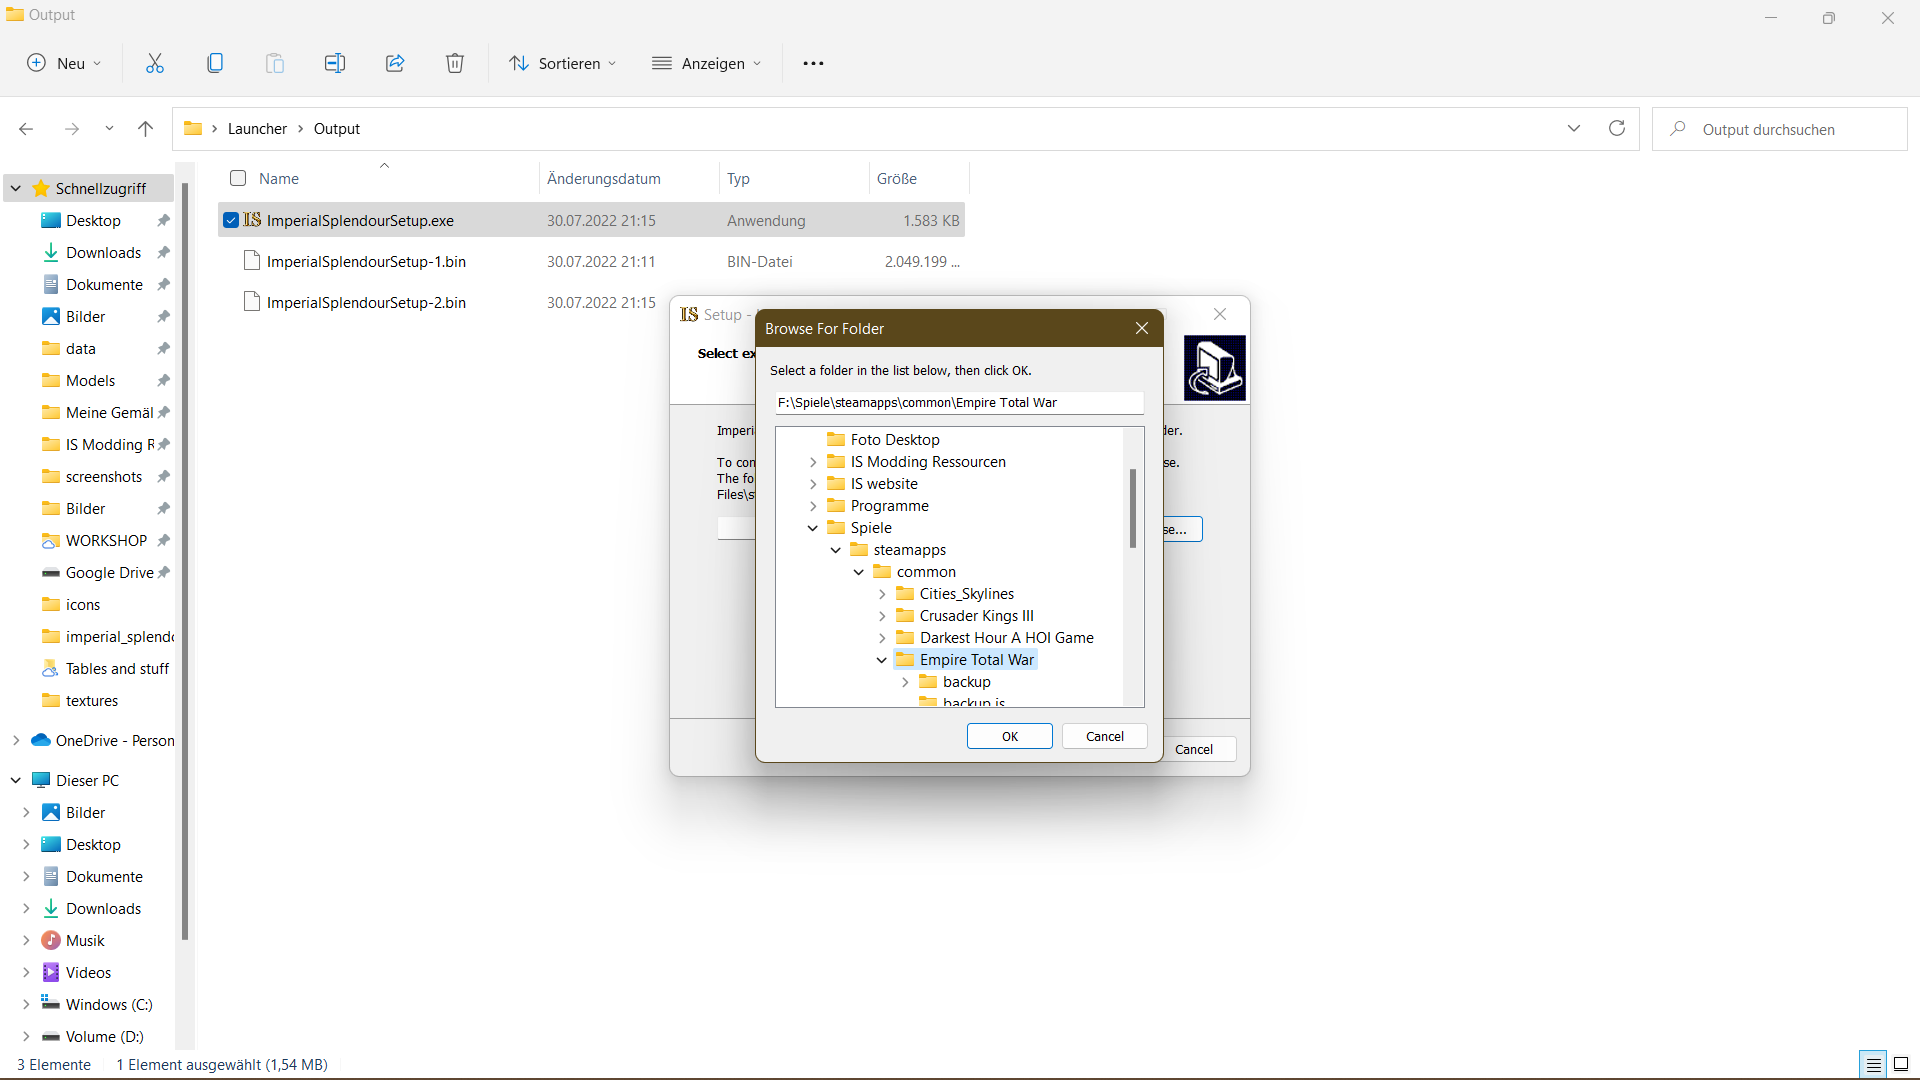 Output
Neu
Sortieren
Anzeigen
Launcher
Output
Output durchsuchen
Name
Änderungsdatum
Typ
Größe
ImperialSplendourSetup.exe
30.07.2022 21:15
Anwendung
1.583 KB
ImperialSplendourSetup-1.bin
30.07.2022 21:11
BIN-Datei
2.049.199 ...
ImperialSplendourSetup-2.bin
30.07.2022 21:15
Schnellzugriff
Desktop
Downloads
Dokumente
Bilder
data
Models
Meine Gemäl
IS Modding R
screenshots
Bilder
WORKSHOP
Google Drive
icons
imperial_splend
Tables and stuff
textures
OneDrive - Person
Dieser PC
Bilder
Desktop
Dokumente
Downloads
Musik
Videos
Windows (C:)
Volume (D:)
3 Elemente
1 Element ausgewählt (1,54 MB)
IS Setup -
Select ex
Imperi
der.
To con
se.
The fo
Files\s
se...
Cancel
Browse For Folder
Select a folder in the list below, then click OK.
F:\Spiele\steamapps\common\Empire Total War
Foto Desktop
IS Modding Ressourcen
IS website
Programme
Spiele
steamapps
common
Cities_Skylines
Crusader Kings III
Darkest Hour A HOI Game
Empire Total War
backup
backup is
OK
Cancel